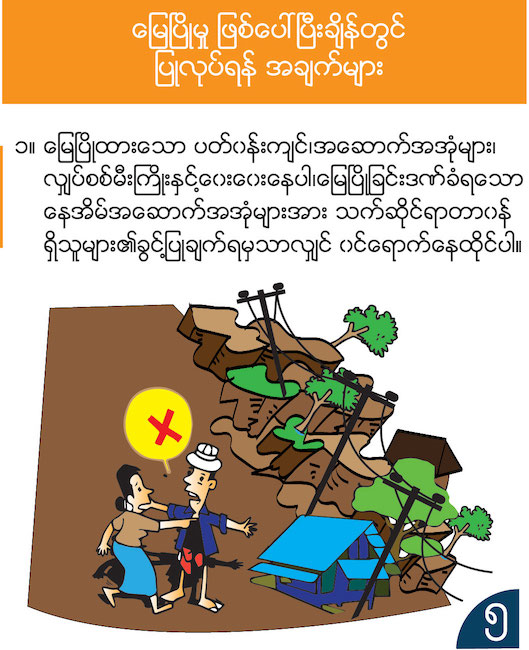 မြေပြိုမှု ဖြစ်ပေါ်ပြီးချိန်တွင်
ပြုလုပ်ရန် အချက်များ
၁။ မြေပြိုထားသော ပတ်ဝန်းကျင်၊အဆောက်အအုံများ၊
လျှပ်စစ်မီးကြိုးနှင့်ဝေးဝေးနေပါ၊မြေပြိုခြင်းဒဏ်ခံရသော
နေအိမ်အဆောက်အအုံများအား သက်ဆိုင်ရာတာဝန်
ရှိသူများ၏ခွင့်ပြုချက်ရမှသာလျှင် ဝင်ရောက်နေထိုင်ပါ။
၅